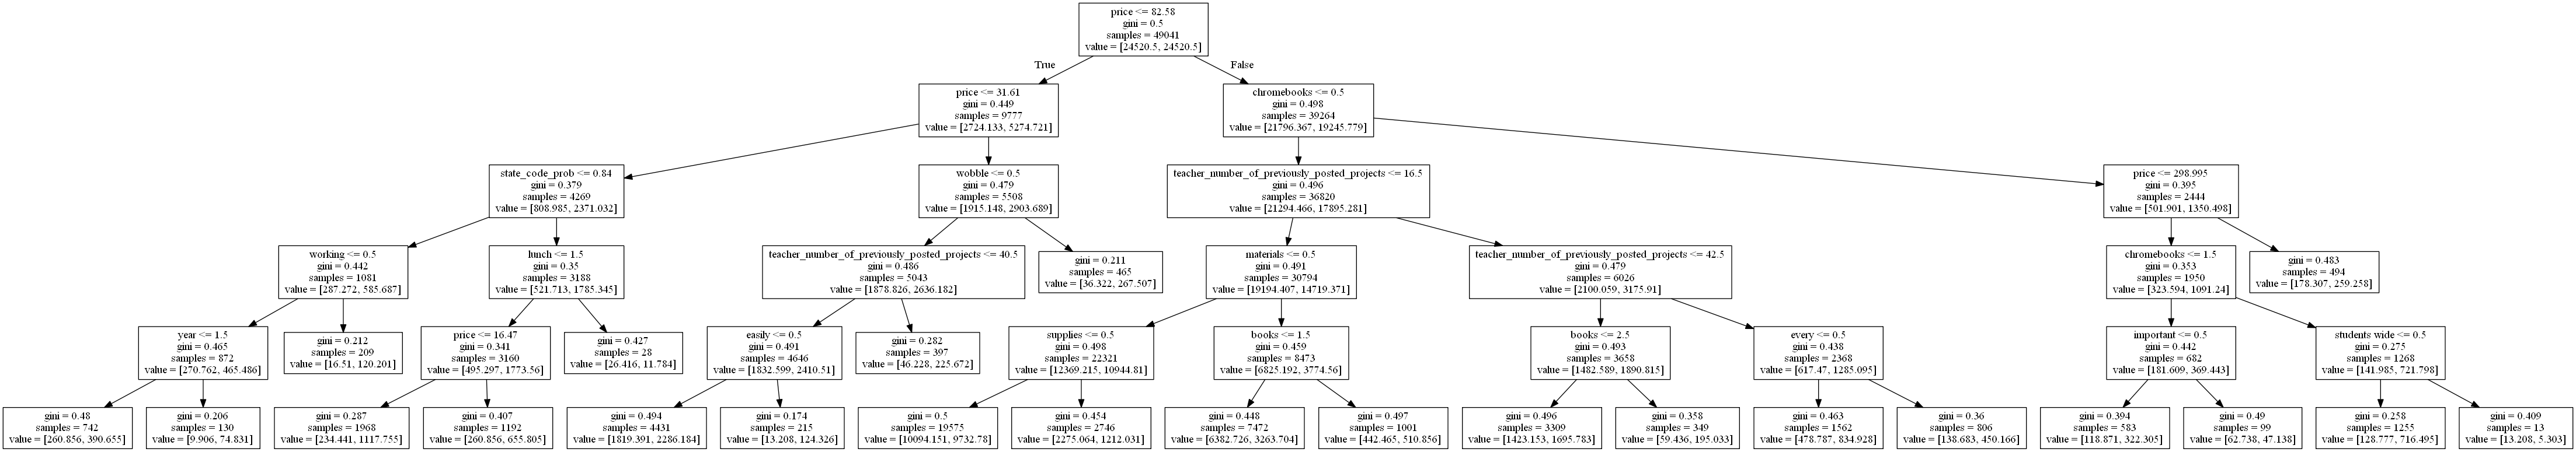 price <= 82.58
gini = 0.5
samples = 49041
value = [24520.5, 24520.5]
True
False
price <= 31.61
gini = 0.449
samples = 9777
value = [2724.133, 5274.721]
chromebooks <= 0.5
gini = 0.498
samples = 39264
value = [21796.367, 19245.779]
state_code_prob <= 0.84
gini = 0.379
samples = 4269
value = [808.985, 2371.032]
wobble <= 0.5
gini = 0.479
samples = 5508
value = [1915.148, 2903.689]
teacher_number_of_previously_posted_projects <= 16.5
gini = 0.496
samples = 36820
value = [21294.466, 17895.281]
price <= 298.995
gini = 0.395
samples = 2444
value = [501.901, 1350.498]
working <= 0.5
gini = 0.442
samples = 1081
value = [287.272, 585.687]
lunch <= 1.5
gini = 0.35
samples = 3188
value = [521.713, 1785.345]
teacher_number_of_previously_posted_projects <= 40.5
gini = 0.486
samples = 5043
value = [1878.826, 2636.182]
gini = 0.211
samples = 465
value = [36.322, 267.507]
materials <= 0.5
gini = 0.491
samples = 30794
value = [19194.407, 14719.371]
teacher_number_of_previously_posted_projects <= 42.5
gini = 0.479
samples = 6026
value = [2100.059, 3175.91]
chromebooks <= 1.5
gini = 0.353
samples = 1950
value = [323.594, 1091.24]
gini = 0.483
samples = 494
value = [178.307, 259.258]
year <= 1.5
gini = 0.465
samples = 872
value = [270.762, 465.486]
gini = 0.212
samples = 209
value = [16.51, 120.201]
price <= 16.47
gini = 0.341
samples = 3160
value = [495.297, 1773.56]
gini = 0.427
samples = 28
value = [26.416, 11.784]
easily <= 0.5
gini = 0.491
samples = 4646
value = [1832.599, 2410.51]
gini = 0.282
samples = 397
value = [46.228, 225.672]
supplies <= 0.5
gini = 0.498
samples = 22321
value = [12369.215, 10944.81]
books <= 1.5
gini = 0.459
samples = 8473
value = [6825.192, 3774.56]
books <= 2.5
gini = 0.493
samples = 3658
value = [1482.589, 1890.815]
every <= 0.5
gini = 0.438
samples = 2368
value = [617.47, 1285.095]
important <= 0.5
gini = 0.442
samples = 682
value = [181.609, 369.443]
students wide <= 0.5
gini = 0.275
samples = 1268
value = [141.985, 721.798]
gini = 0.48
samples = 742
value = [260.856, 390.655]
gini = 0.206
samples = 130
value = [9.906, 74.831]
gini = 0.287
samples = 1968
value = [234.441, 1117.755]
gini = 0.407
samples = 1192
value = [260.856, 655.805]
gini = 0.494
samples = 4431
value = [1819.391, 2286.184]
gini = 0.174
samples = 215
value = [13.208, 124.326]
gini = 0.5
samples = 19575
value = [10094.151, 9732.78]
gini = 0.454
samples = 2746
value = [2275.064, 1212.031]
gini = 0.448
samples = 7472
value = [6382.726, 3263.704]
gini = 0.497
samples = 1001
value = [442.465, 510.856]
gini = 0.496
samples = 3309
value = [1423.153, 1695.783]
gini = 0.358
samples = 349
value = [59.436, 195.033]
gini = 0.463
samples = 1562
value = [478.787, 834.928]
gini = 0.36
samples = 806
value = [138.683, 450.166]
gini = 0.394
samples = 583
value = [118.871, 322.305]
gini = 0.49
samples = 99
value = [62.738, 47.138]
gini = 0.258
samples = 1255
value = [128.777, 716.495]
gini = 0.409
samples = 13
value = [13.208, 5.303]